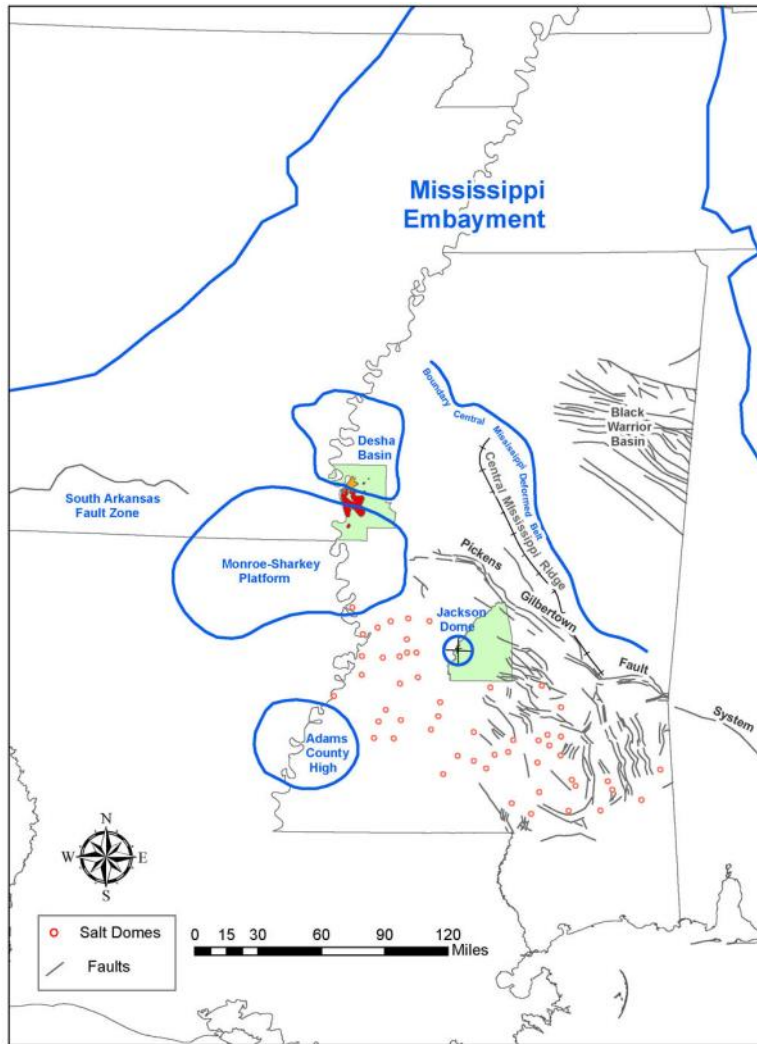 Mississippi
Embayment
Boundary Central Mississippi Deformed Belt
Black
Warrior
Basin
Desha
Basin
Central Mississippi Ridge
South Arkansas
Fault Zone
Monroe-Sharkey
Platform
Pickens
Gilbertown
Fault
System
Jackson
Dome
Adams
County
High
N
W
E
S
Salt Domes
Faults
0 15 30 60 90 120
Miles